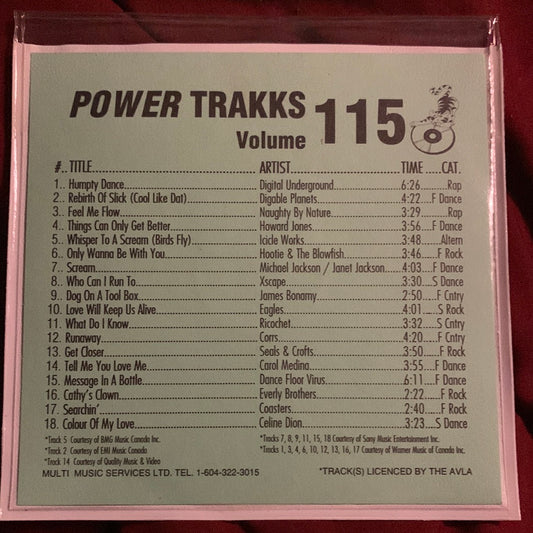 POWER TRAKKS
Volume 115
#.. TITLE ARTIST TIME CAT.
1.. Humpty Dance Digital Underground 6:26 Rap
2.. Rebirth Of Slick (Cool Like Dat) Digable Planets 4:22 F Dance
3.. Feel Me Flow Naughty By Nature 3:29 Rap
4.. Things Can Only Get Better Howard Jones 3:56 F Dance
5.. Whisper To A Scream (Birds Fly) Icicle Works 3:48 Altern
6.. Only Wanna Be With You Hootie & The Blowfish 3:46 F Rock
7.. Scream Michael Jackson / Janet Jackson 4:03 F Dance
8.. Who Can I Run To Xscape 3:30 S Dance
9.. Dog On A Tool Box James Bonamy 2:50 F Cntry
10. Love Will Keep Us Alive Eagles 4:01 S Rock
11. What Do I Know Ricochet 3:32 S Cntry
12. Runaway Corrs 4:20 F Cntry
13. Get Closer Seals & Crofts 3:50 F Rock
14. Tell Me You Love Me Carol Medina 3:55 F Dance
15. Message In A Bottle Dance Floor Virus 6:11 F Dance
16. Cathy's Clown Everly Brothers 2:22 F Rock
17. Searchin' Coasters 2:40 F Rock
18. Colour Of My Love Celine Dion 3:23 S Dance
*Track 5 Courtesy of BMG Music Canada Inc. *Tracks 7, 8, 9, 11, 15, 18 Courtesy of Sony Music Entertainment Inc.
*Track 2 Courtesy of EMI Music Canada *Tracks 1, 3, 4, 6, 10, 12, 13, 16, 17 Courtesy of Warner Music of Canada Inc.
*Track 14 Courtesy of Quality Music & Video
MULTI MUSIC SERVICES LTD. TEL. 1-604-322-3015 *TRACK(S) LICENCED BY THE AVLA